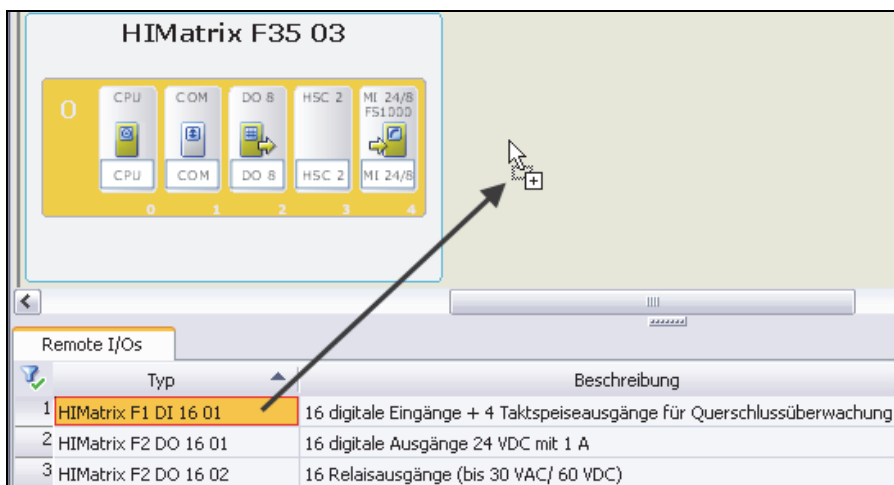 HIMatrix F35 03
0
CPU COM DO 8 HSC 2 MI 24/8
FS1000
CPU COM DO 8 HSC 2 MI 24/8
0 1 2 3 4
Remote I/Os
Typ Beschreibung
1 HIMatrix F1 DI 16 01 16 digitale Eingänge + 4 Taktspeiseausgänge für Querschlussüberwachung
2 HIMatrix F2 DO 16 01 16 digitale Ausgänge 24 VDC mit 1 A
3 HIMatrix F2 DO 16 02 16 Relaisausgänge (bis 30 VAC/ 60 VDC)